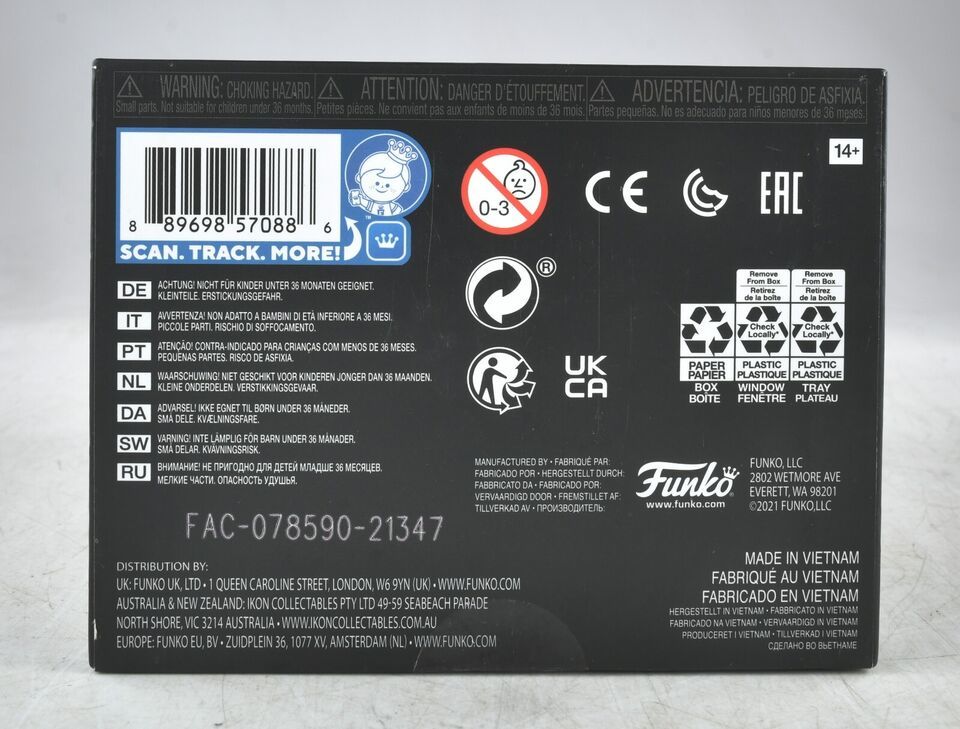 WARNING: CHOKING HAZARD.
Small parts. Not suitable for children under 36 months.
ATTENTION: DANGER D'ÉTOUFFEMENT.
Petites pièces. Ne convient pas aux enfants de moins de 36 mois.
ADVERTENCIA: PELIGRO DE ASFIXIA.
Partes pequeñas. No es adecuado para niños menores de 36 meses.
14+
8 89698 57088 6
SCAN. TRACK. MORE!
TM
0-3
CE
EAC
DE ACHTUNG! NICHT FÜR KINDER UNTER 36 MONATEN GEEIGNET.
KLEINTEILE. ERSTICKUNGSGEFAHR.
IT AVVERTENZA! NON ADATTO A BAMBINI DI ETÀ INFERIORE A 36 MESI.
PICCOLE PARTI. RISCHIO DI SOFFOCAMENTO.
PT ATENÇÃO! CONTRA-INDICADO PARA CRIANÇAS COM MENOS DE 36 MESES.
PEQUENAS PARTES. RISCO DE ASFIXIA.
NL WAARSCHUWING! NIET GESCHIKT VOOR KINDEREN JONGER DAN 36 MAANDEN.
KLEINE ONDERDELEN. VERSTIKKINGSGEVAAR.
DA ADVARSEL! IKKE EGNET TIL BØRN UNDER 36 MÅNEDER.
SMÅ DELE. KVÆLNINGSFARE.
SW VARNING! INTE LÄMPLIG FÖR BARN UNDER 36 MÅNADER.
SMÅ DELAR. KVÄVNINGSRISK.
RU ВНИМАНИЕ! НЕ ПРИГОДНО ДЛЯ ДЕТЕЙ МЛАДШЕ 36 МЕСЯЦЕВ.
МЕЛКИЕ ЧАСТИ. ОПАСНОСТЬ УДУШЬЯ.
®
UK
CA
Remove From Box
Retirez de la boîte
Remove From Box
Retirez de la boîte
Check Locally*
Check Locally*
PAPER
PAPIER
BOX
BOÎTE
PLASTIC
PLASTIQUE
WINDOW
FENÊTRE
PLASTIC
PLASTIQUE
TRAY
PLATEAU
MANUFACTURED BY • FABRIQUÉ PAR:
FABRICADO POR • HERGESTELLT DURCH:
FABBRICATO DA • FABRICADO POR:
VERVAARDIGD DOOR • FREMSTILLET AF:
TILLVERKAD AV • ПРОИЗВОДИТЕЛЬ:
Funko
www.funko.com
FUNKO, LLC
2802 WETMORE AVE
EVERETT, WA 98201
©2021 FUNKO,LLC
FAC-078590-21347
DISTRIBUTION BY:
UK: FUNKO UK, LTD • 1 QUEEN CAROLINE STREET, LONDON, W6 9YN (UK) • WWW.FUNKO.COM
AUSTRALIA & NEW ZEALAND: IKON COLLECTABLES PTY LTD 49-59 SEABEACH PARADE
NORTH SHORE, VIC 3214 AUSTRALIA • WWW.IKONCOLLECTABLES.COM.AU
EUROPE: FUNKO EU, BV • ZUIDPLEIN 36, 1077 XV, AMSTERDAM (NL) • WWW.FUNKO.COM
MADE IN VIETNAM
FABRIQUÉ AU VIETNAM
FABRICADO EN VIETNAM
HERGESTELLT IN VIETNAM • FABBRICATO IN VIETNAM
FABRICADO NA VIETNAM • VERVAARDIGD IN VIETNAM
PRODUCERET I VIETNAM • TILLVERKAD I VIETNAM
СДЕЛАНО ВО ВЬЕТНАМЕ